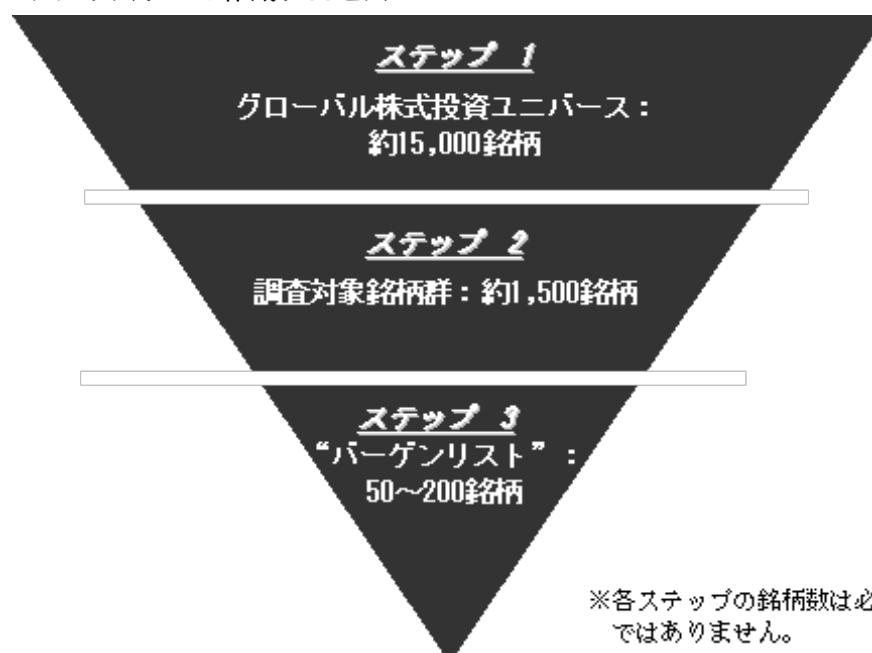 ステップ 1
グローバル株式投資ユニバース：
約15,000銘柄
ステップ 2
調査対象銘柄群：約1,500銘柄
ステップ 3
“バーゲンリスト”：
50～200銘柄
※各ステップの銘柄数は必
ではありません。